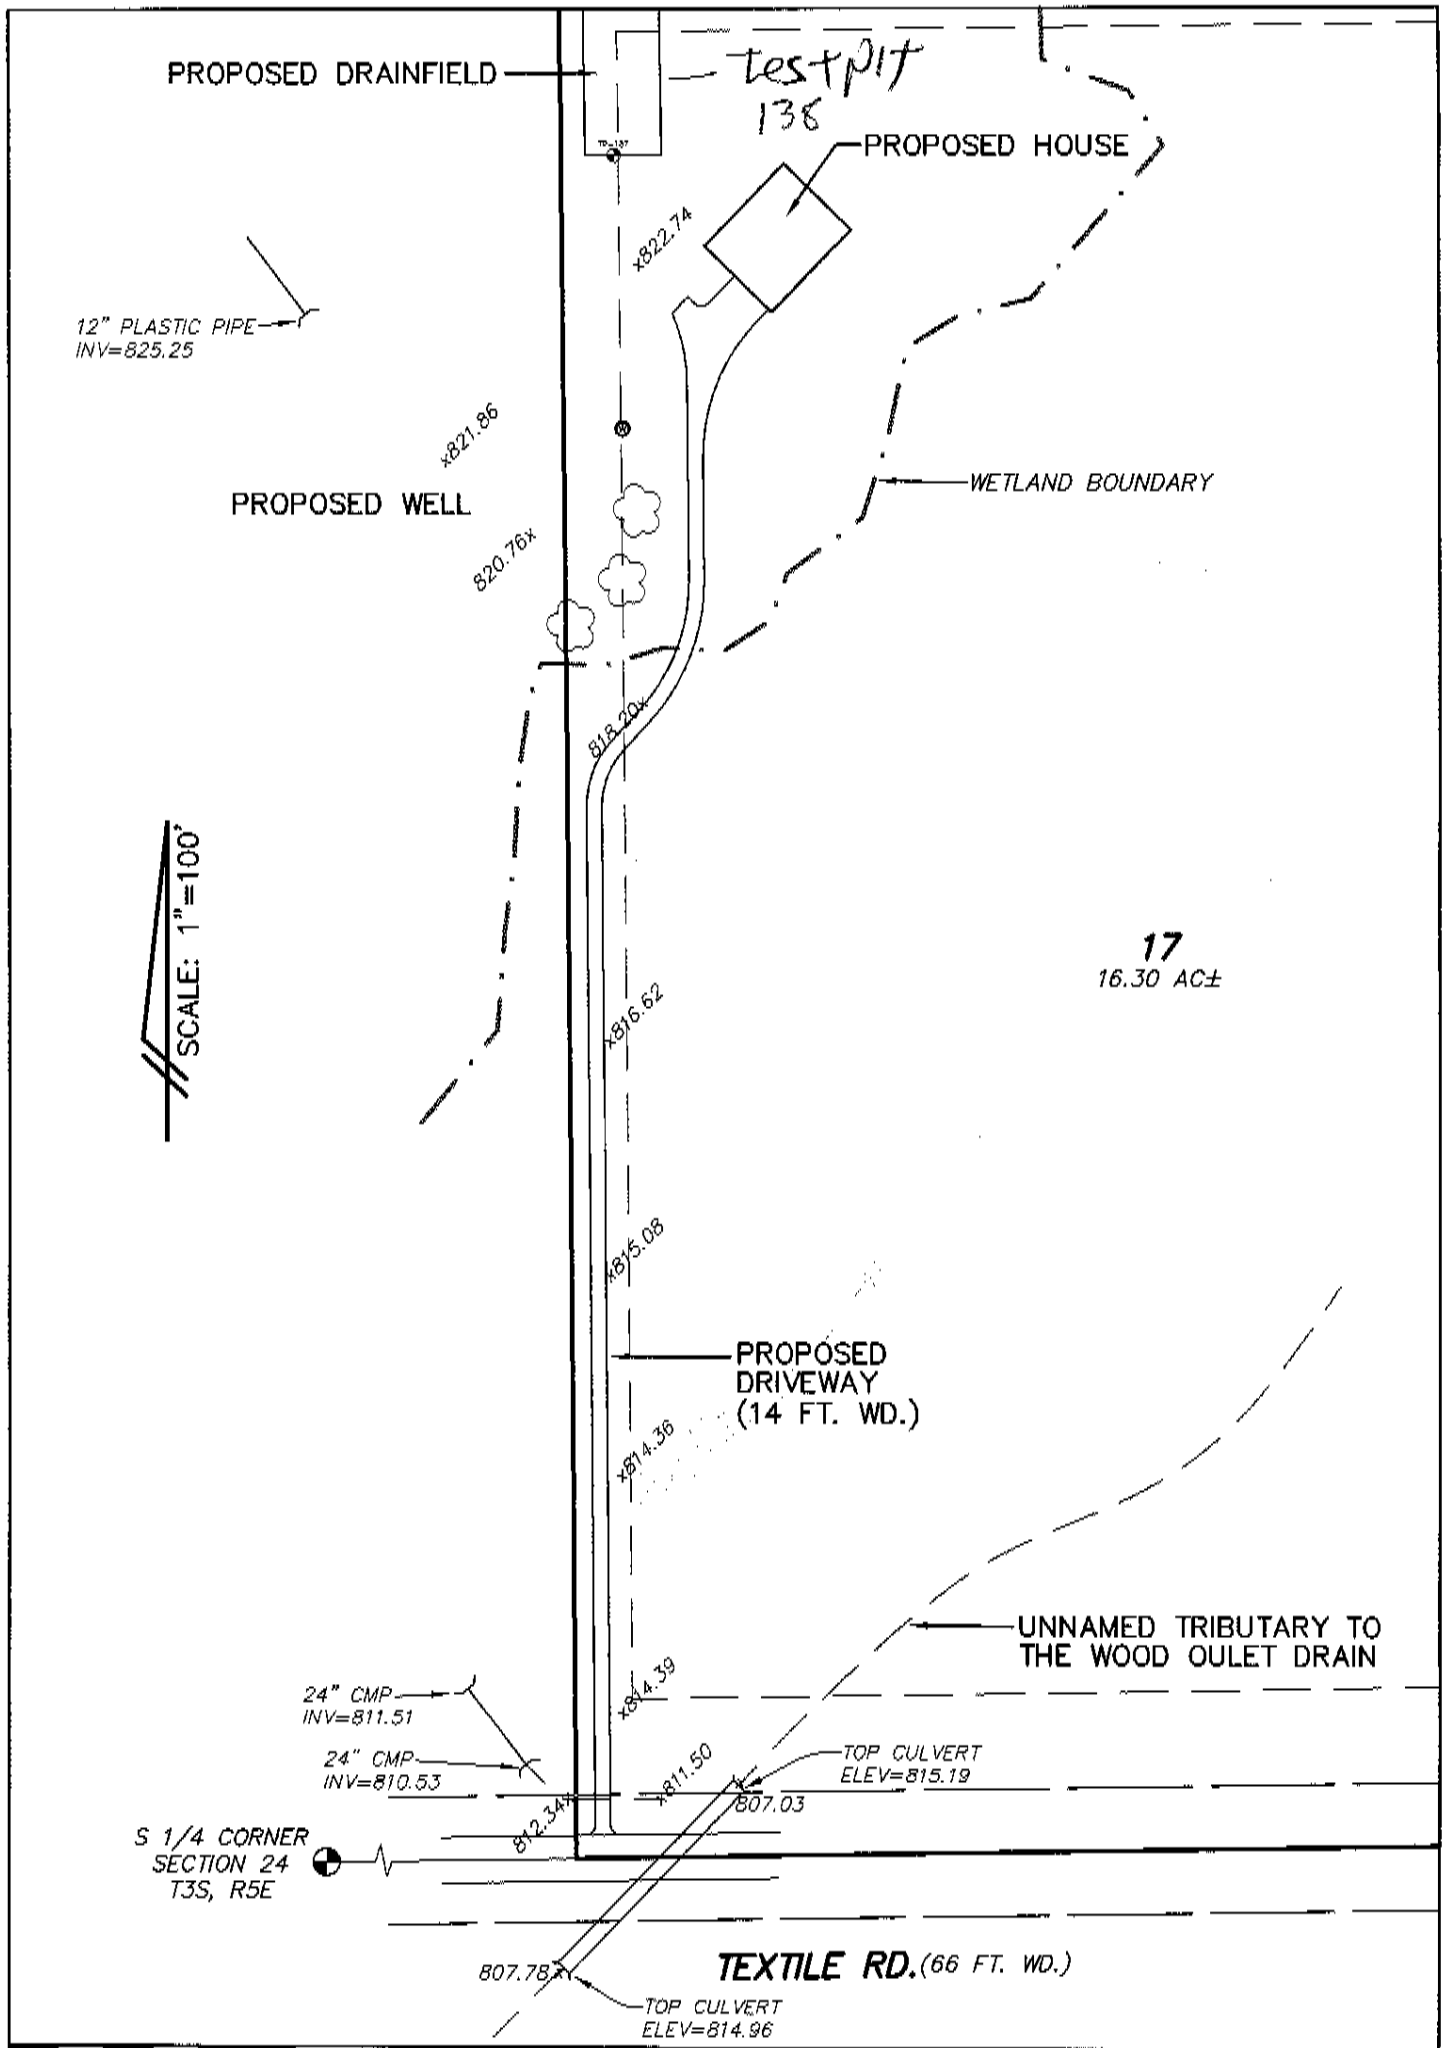 PROPOSED DRAINFIELD
test pit
138
TP-137
PROPOSED HOUSE
x822.74
12" PLASTIC PIPE
INV=825.25
x821.86
PROPOSED WELL
WETLAND BOUNDARY
820.76x
818.20x
SCALE: 1"=100'
17
16.30 AC±
x816.62
x815.08
PROPOSED
DRIVEWAY
(14 FT. WD.)
x814.36
UNNAMED TRIBUTARY TO
THE WOOD OULET DRAIN
x814.39
24" CMP
INV=811.51
24" CMP
INV=810.53
x811.50
TOP CULVERT
ELEV=815.19
807.03
812.34x
S 1/4 CORNER
SECTION 24
T3S, R5E
807.78x
TEXTILE RD. (66 FT. WD.)
TOP CULVERT
ELEV=814.96